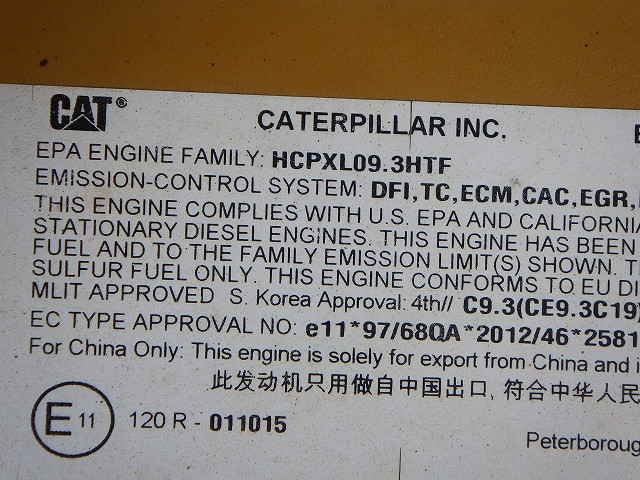 CAT®
CATERPILLAR INC.
EPA ENGINE FAMILY: HCPXL09.3HTF
EMISSION-CONTROL SYSTEM: DFI,TC,ECM,CAC,EGR,
THIS ENGINE COMPLIES WITH U.S. EPA AND CALIFORNIA
STATIONARY DIESEL ENGINES. THIS ENGINE HAS BEEN
FUEL AND TO THE FAMILY EMISSION LIMIT(S) SHOWN.
SULFUR FUEL ONLY. THIS ENGINE CONFORMS TO EU
MLIT APPROVED S. Korea Approval: 4th// C9.3(CE9.3C19)
EC TYPE APPROVAL NO: e11*97/68QA*2012/46*2581
For China Only: This engine is solely for export from China and
此发动机只用做自中国出口, 符合中华人民
E 11 120 R - 011015
Peterboroug